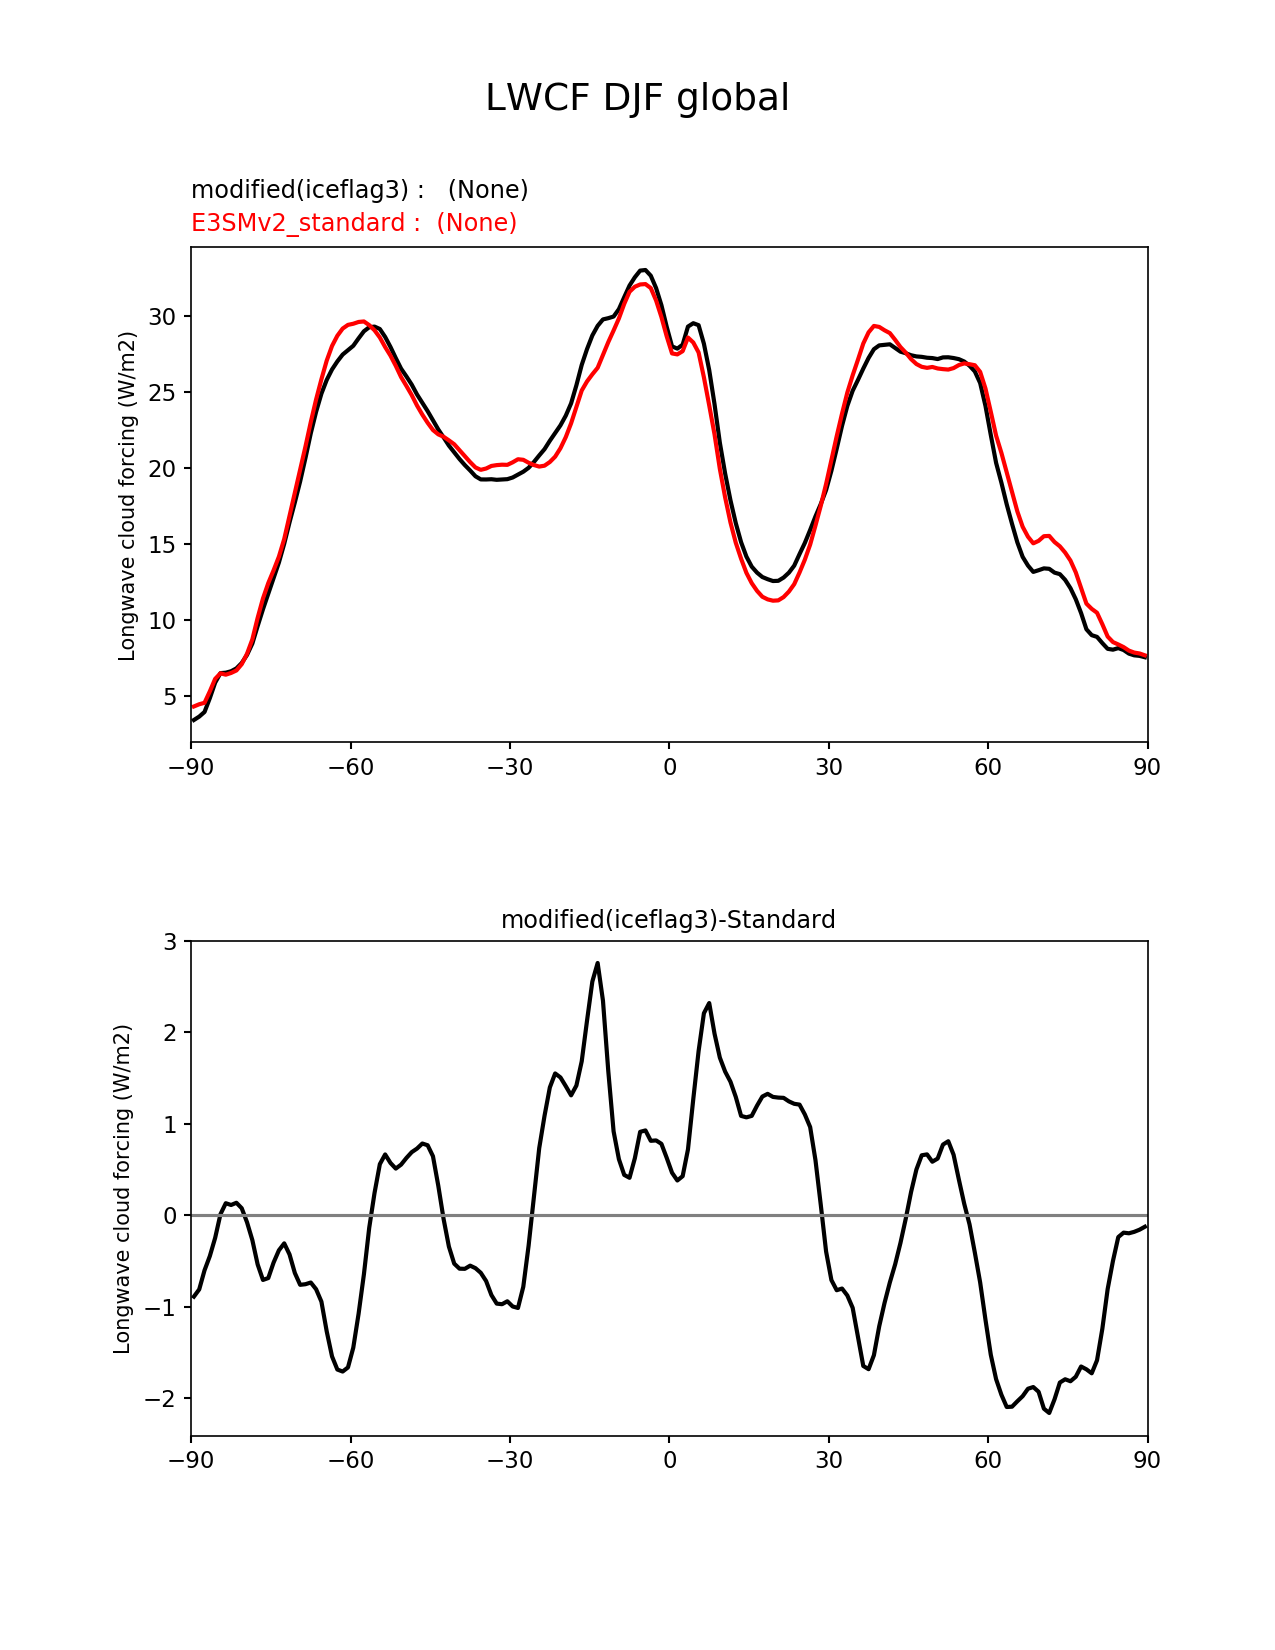 LWCF DJF global
modified(iceflag3) :   (None)
E3SMv2_standard :  (None)
Longwave cloud forcing (W/m2)
30
25
20
15
10
5
−90 −60 −30 0 30 60 90
modified(iceflag3)-Standard
Longwave cloud forcing (W/m2)
3
2
1
0
−1
−2
−90 −60 −30 0 30 60 90